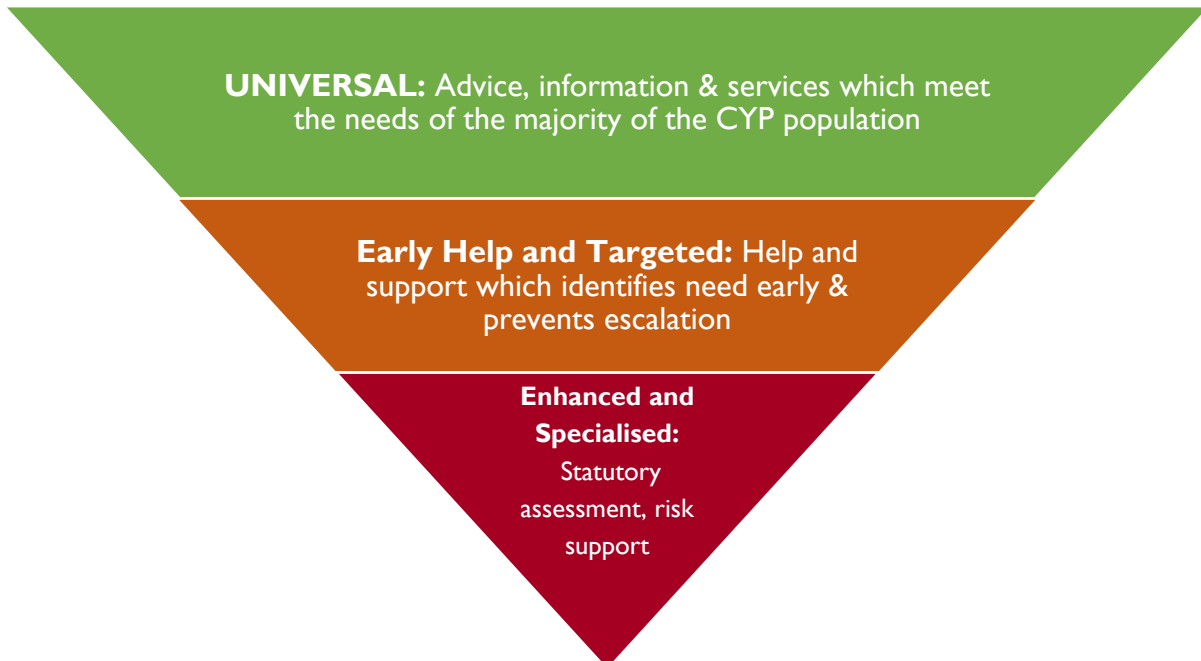 UNIVERSAL: Advice, information & services which meet
the needs of the majority of the CYP population
Early Help and Targeted: Help and
support which identifies need early &
prevents escalation
Enhanced and
Specialised:
Statutory
assessment, risk
support